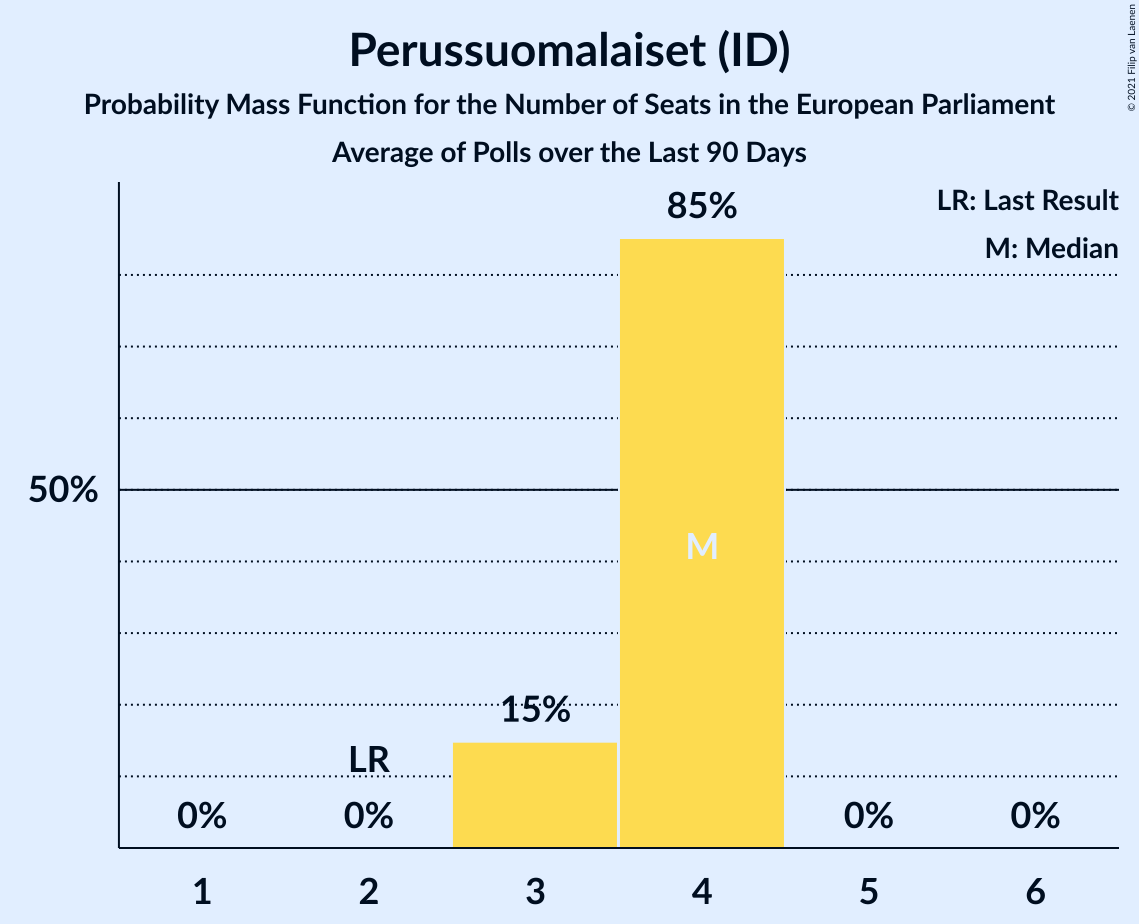 Perussuomalaiset (ID)
Probability Mass Function for the Number of Seats in the European Parliament
Average of Polls over the Last 90 Days
© 2021 Filip van Laenen
LR: Last Result
M: Median
85%
50%
M
15%
LR
0% 0% 0% 0%
1 2 3 4 5 6